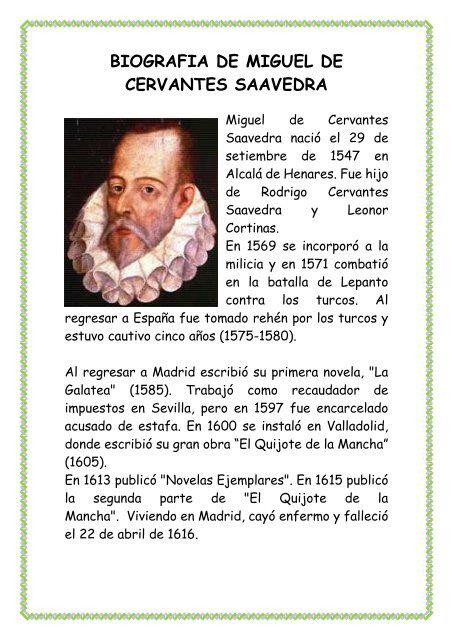 BIOGRAFIA DE MIGUEL DE
CERVANTES SAAVEDRA
Miguel de Cervantes
Saavedra nació el 29 de
setiembre de 1547 en
Alcalá de Henares. Fue hijo
de Rodrigo Cervantes
Saavedra y Leonor
Cortinas.
En 1569 se incorporó a la
milicia y en 1571 combatió
en la batalla de Lepanto
contra los turcos. Al
regresar a España fue tomado rehén por los turcos y
estuvo cautivo cinco años (1575-1580).
Al regresar a Madrid escribió su primera novela, "La
Galatea" (1585). Trabajó como recaudador de
impuestos en Sevilla, pero en 1597 fue encarcelado
acusado de estafa. En 1600 se instaló en Valladolid,
donde escribió su gran obra “El Quijote de la Mancha”
(1605).
En 1613 publicó "Novelas Ejemplares". En 1615 publicó
la segunda parte de "El Quijote de la
Mancha". Viviendo en Madrid, cayó enfermo y falleció
el 22 de abril de 1616.